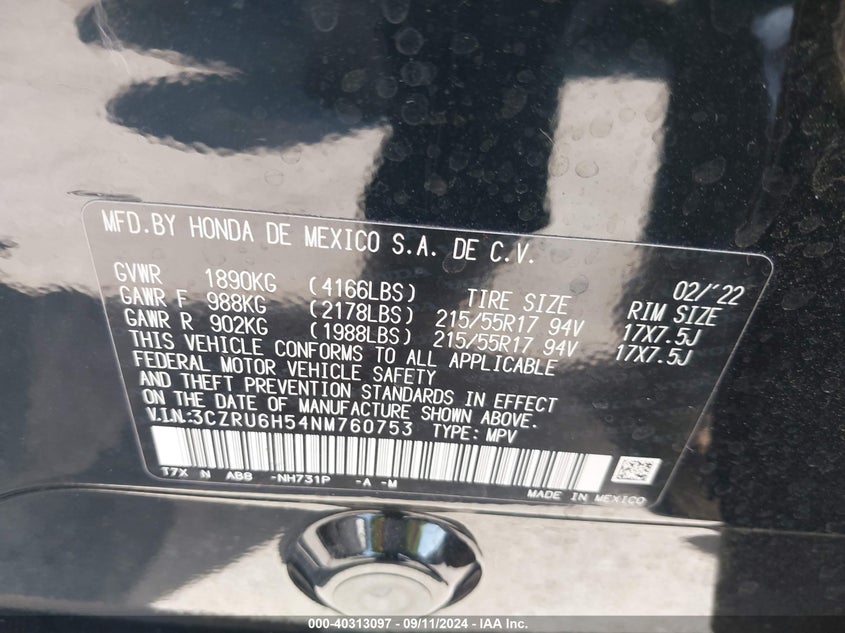 MFD.BY HONDA DE MEXICO S.A. DE C.V.
02/'22
GVWR 1890KG (4166LBS) TIRE SIZE RIM SIZE
GAWR F 988KG (2178LBS) 215/55R17 94V 17X7.5J
GAWR R 902KG (1988LBS) 215/55R17 94V 17X7.5J
THIS VEHICLE CONFORMS TO ALL APPLICABLE
FEDERAL MOTOR VEHICLE SAFETY
AND THEFT PREVENTION STANDARDS IN EFFECT
ON THE DATE OF MANUFACTURE SHOWN ABOVE.
V.I.N.:3CZRU6H54NM760753 TYPE: MPV
T7X N AB8 -NH731P -A -M
MADE IN MEXICO
000-40313097 - 09/11/2024 - IAA Inc.